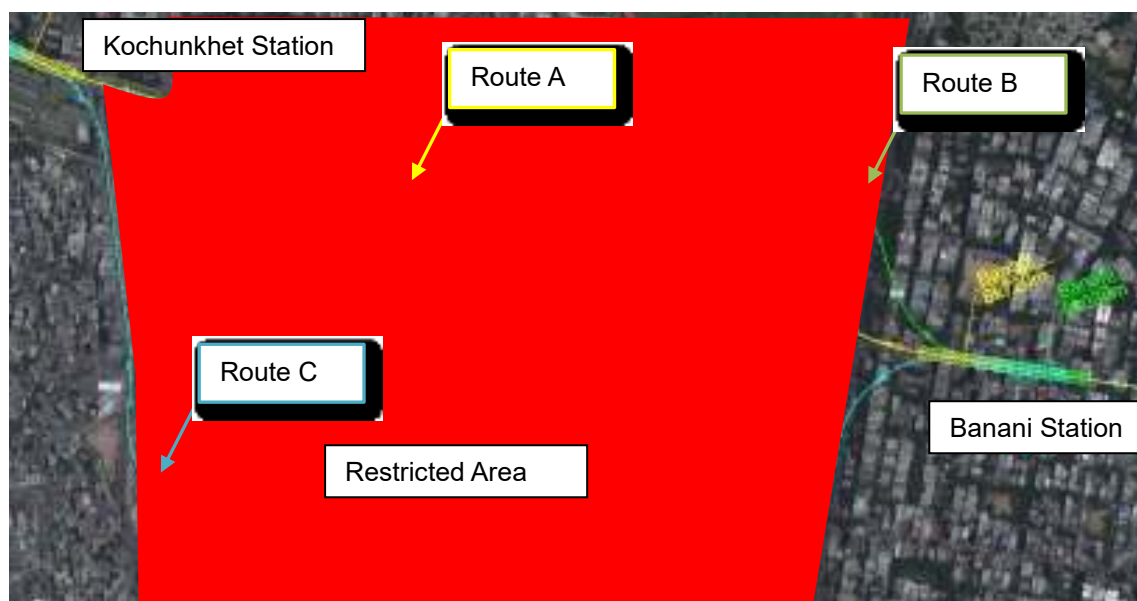 Kochunkhet Station
Route A
Route B
Route C
Banani Station
Restricted Area